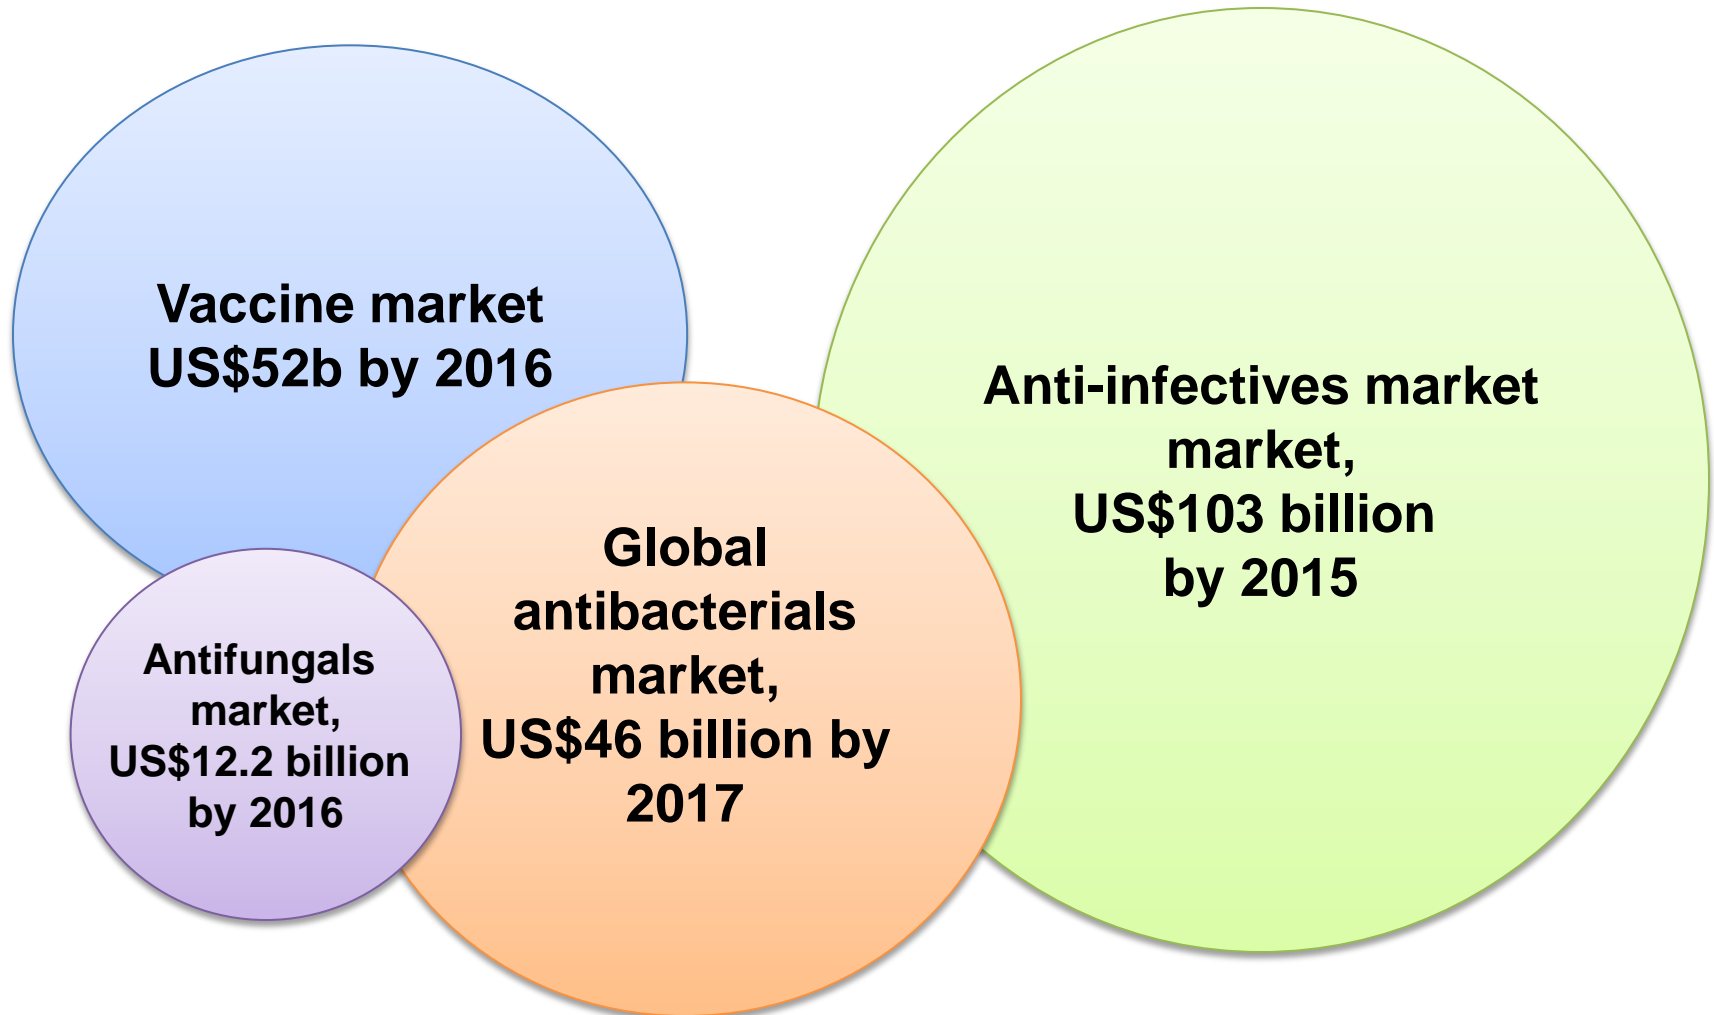 Vaccine market
US$52b by 2016
Anti-infectives market
market,
US$103 billion
by 2015
Global
antibacterials
market,
US$46 billion by
2017
Antifungals
market,
US$12.2 billion
by 2016